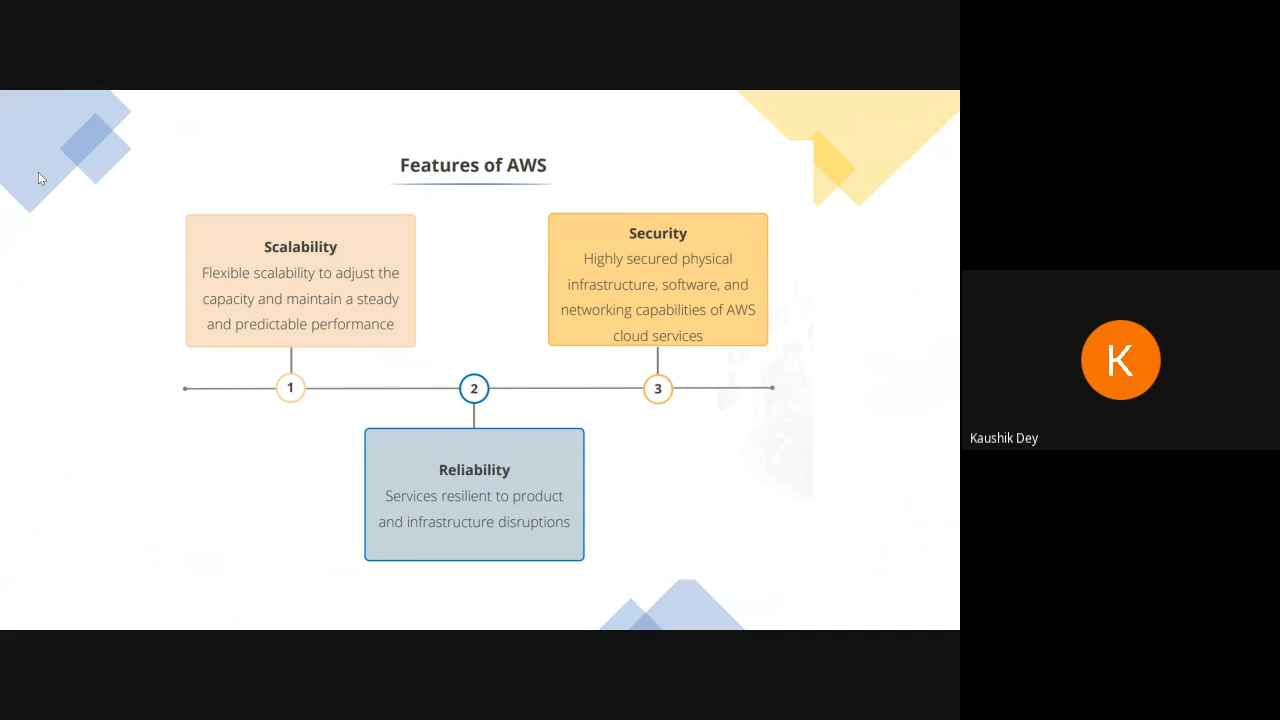 Features of AWS
Scalability
Flexible scalability to adjust the
capacity and maintain a steady
and predictable performance
Security
Highly secured physical
infrastructure, software, and
networking capabilities of AWS
cloud services
1
2
3
Reliability
Services resilient to product
and infrastructure disruptions
K
Kaushik Dey